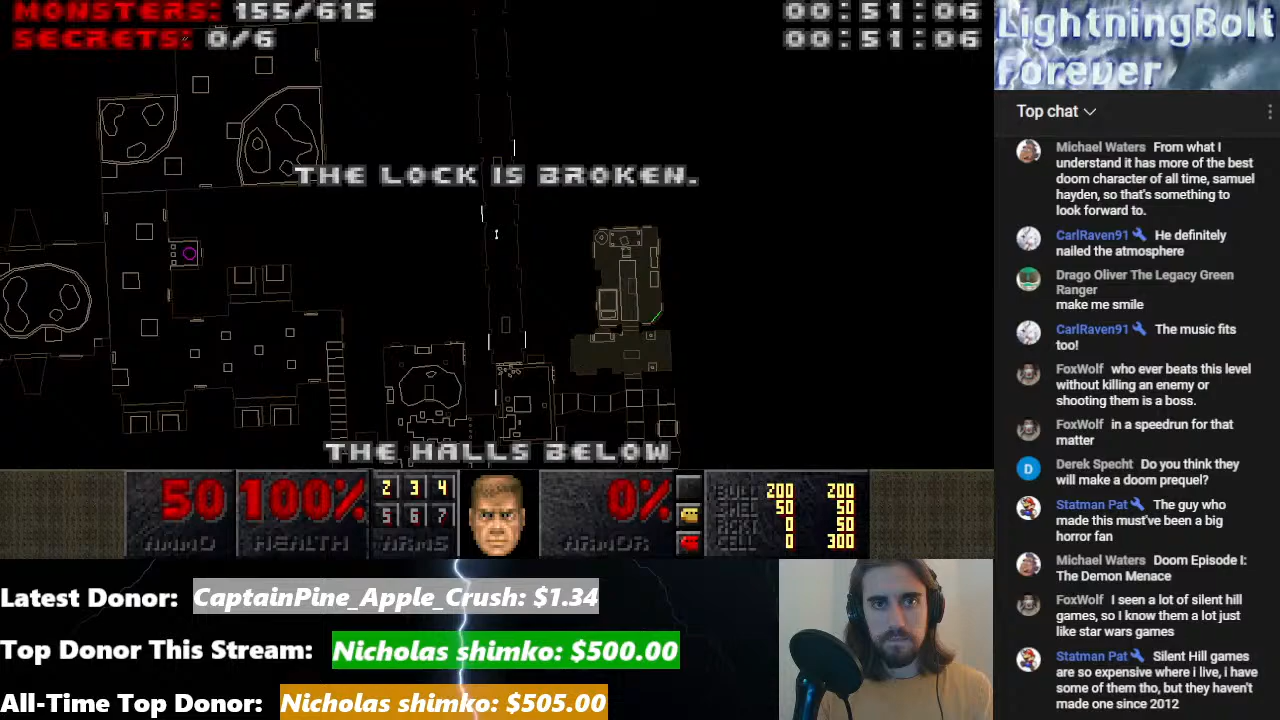 MONSTERS: 155/615
SECRETS: 0/6
00:51:06
00:51:06
THE LOCK IS BROKEN.
THE HALLS BELOW
50
AMMO
100%
HEALTH
2 3 4
5 6 7
ARMS
0%
ARMOR
BULL 200 200
SHEL 50 50
RCKT 0 50
CELL 0 300
Latest Donor: CaptainPine_Apple_Crush: $1.34
Top Donor This Stream: Nicholas shimko: $500.00
All-Time Top Donor: Nicholas shimko: $505.00
LightningBolt
Forever
Top chat
Michael Waters From what I
understand it has more of the best
doom character of all time, samuel
hayden, so that's something to
look forward to.
CarlRaven91 He definitely
nailed the atmosphere
Drago Oliver The Legacy Green
Ranger
make me smile
CarlRaven91 The music fits
too!
FoxWolf who ever beats this level
without killing an enemy or
shooting them is a boss.
FoxWolf in a speedrun for that
matter
D
Derek Specht Do you think they
will make a doom prequel?
Statman Pat The guy who
made this must've been a big
horror fan
Michael Waters Doom Episode I:
The Demon Menace
FoxWolf I seen a lot of silent hill
games, so I know them a lot just
like star wars games
Statman Pat Silent Hill games
are so expensive where i live, i have
some of them tho, but they haven't
made one since 2012